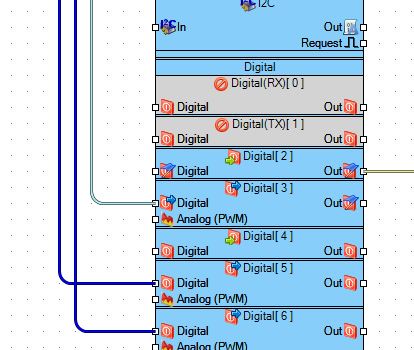 I2C
I2C In Out
Request
Digital
Digital(RX)[ 0 ]
Digital Out
Digital(TX)[ 1 ]
Digital Out
Digital[ 2 ]
Digital Out
Digital[ 3 ]
Digital Out
Analog (PWM)
Digital[ 4 ]
Digital Out
Digital[ 5 ]
Digital Out
Analog (PWM)
Digital[ 6 ]
Digital Out
Analog (PWM)